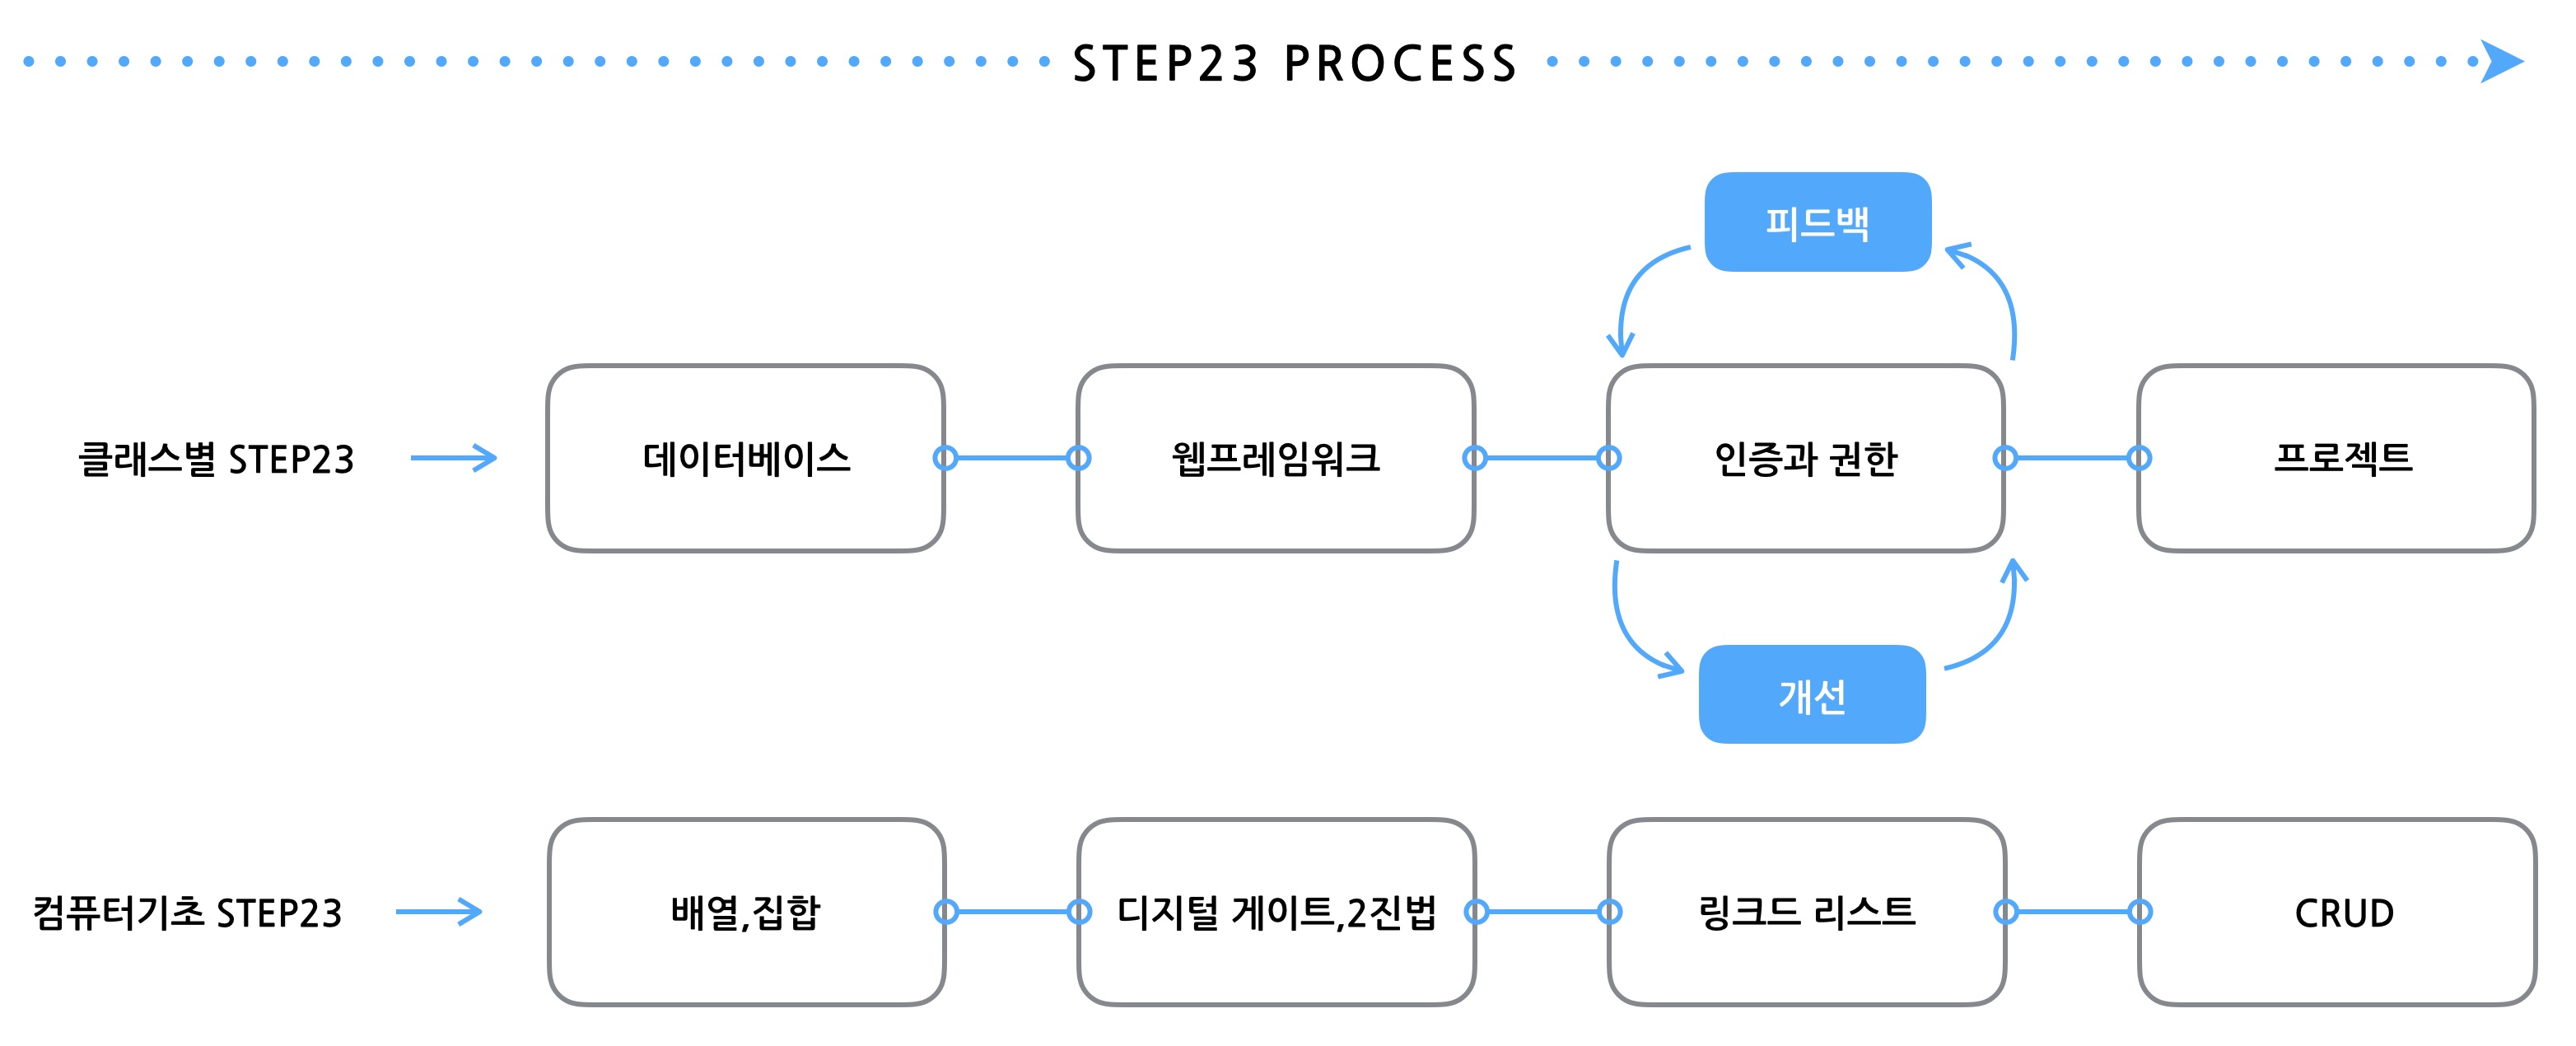 STEP23 PROCESS
피드백
클래스별 STEP23
데이터베이스
웹프레임워크
인증과 권한
프로젝트
개선
컴퓨터기초 STEP23
배열,집합
디지털 게이트,2진법
링크드 리스트
CRUD